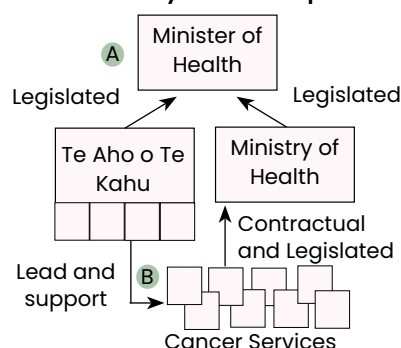 A
Minister of
Health
Legislated
Legislated
Te Aho o Te
Kahu
Ministry of
Health
Contractual
and Legislated
Lead and
support
B
Cancer Services